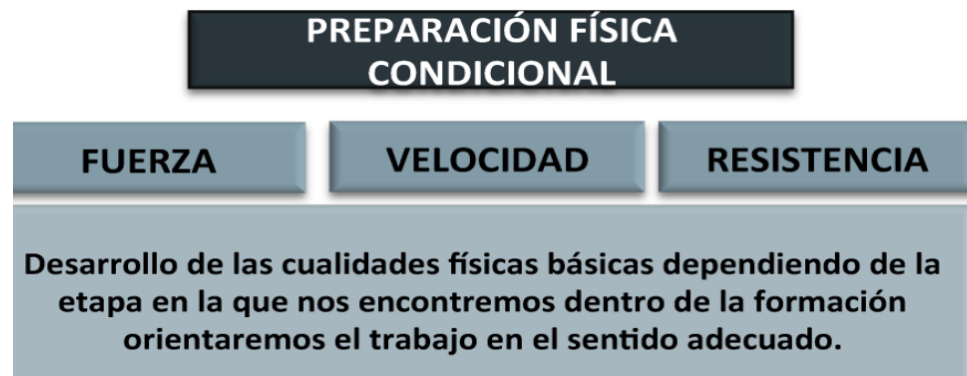 PREPARACIÓN FÍSICA
CONDICIONAL
FUERZA
VELOCIDAD
RESISTENCIA
Desarrollo de las cualidades físicas básicas dependiendo de la
etapa en la que nos encontremos dentro de la formación
orientaremos el trabajo en el sentido adecuado.